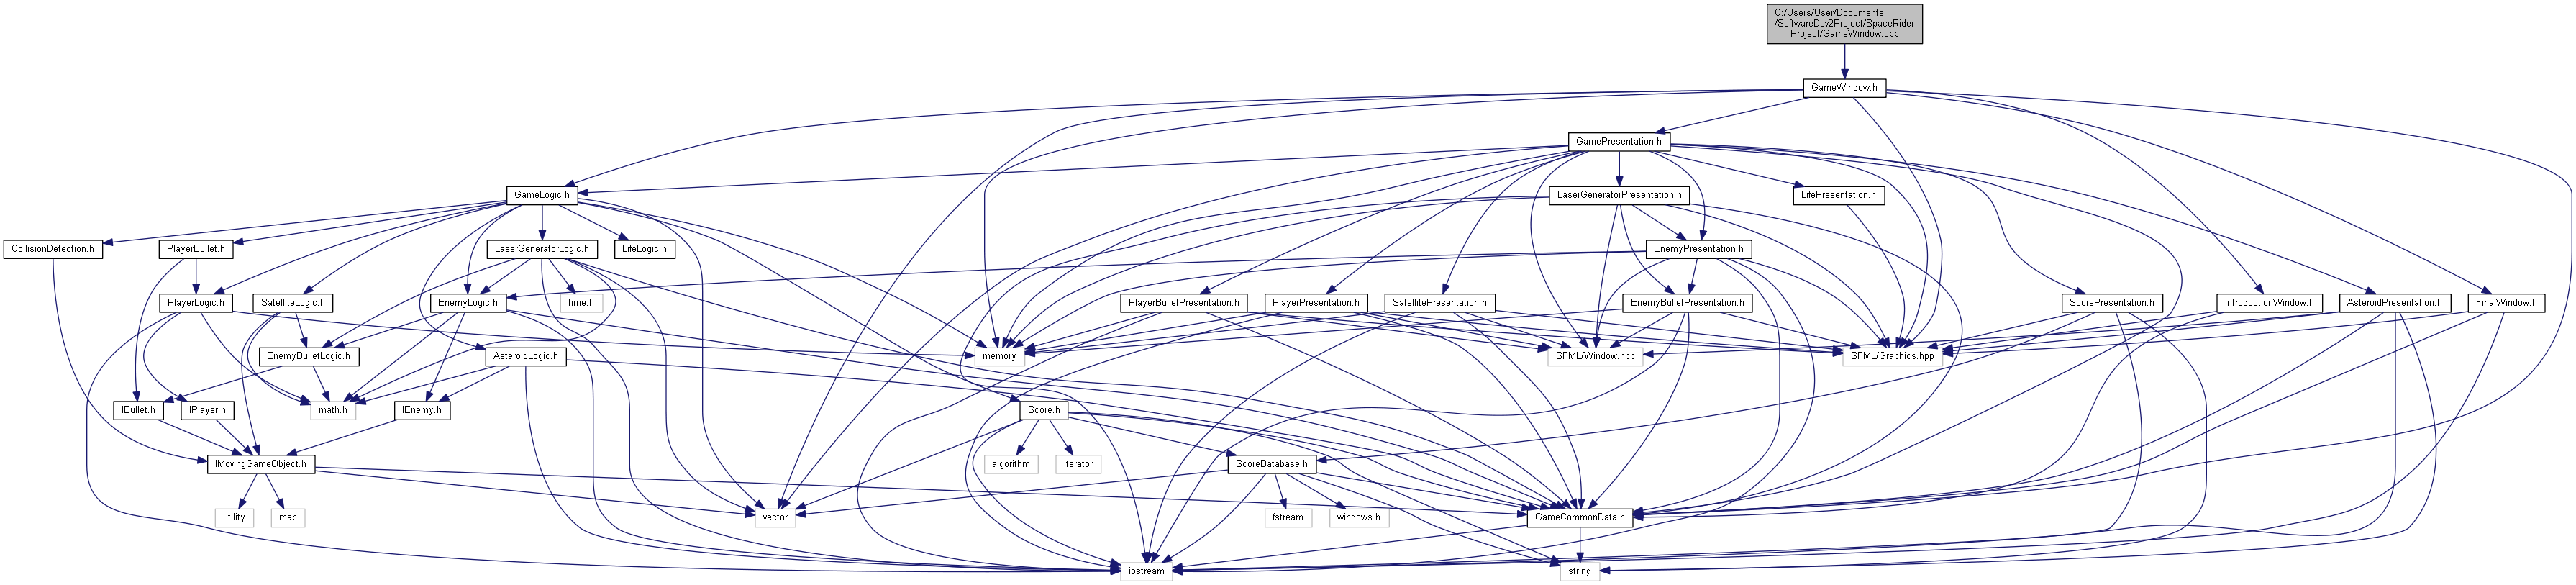 C:/Users/User/Documents
/SoftwareDev2Project/SpaceRider
Project/GameWindow.cpp
GameWindow.h
GamePresentation.h
GameLogic.h
LaserGeneratorPresentation.h
LifePresentation.h
CollisionDetection.h
PlayerBullet.h
LaserGeneratorLogic.h
LifeLogic.h
EnemyPresentation.h
PlayerLogic.h
SatelliteLogic.h
EnemyLogic.h
time.h
PlayerBulletPresentation.h
PlayerPresentation.h
SatellitePresentation.h
EnemyBulletPresentation.h
ScorePresentation.h
IntroductionWindow.h
AsteroidPresentation.h
FinalWindow.h
EnemyBulletLogic.h
AsteroidLogic.h
memory
SFML/Window.hpp
SFML/Graphics.hpp
IBullet.h
IPlayer.h
math.h
IEnemy.h
Score.h
IMovingGameObject.h
algorithm
iterator
ScoreDatabase.h
utility
map
vector
fstream
windows.h
GameCommonData.h
iostream
string